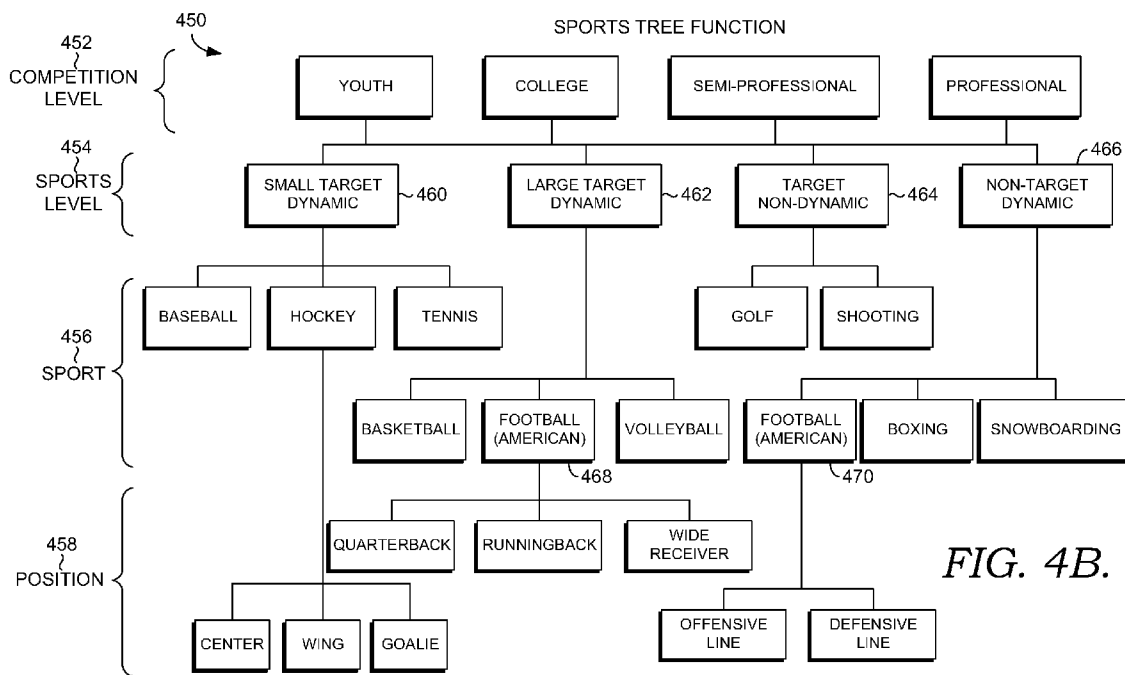 SPORTS TREE FUNCTION
450
452
COMPETITION
LEVEL
YOUTH
COLLEGE
SEMI-PROFESSIONAL
PROFESSIONAL
454
SPORTS
LEVEL
SMALL TARGET
DYNAMIC
460
LARGE TARGET
DYNAMIC
462
TARGET
NON-DYNAMIC
464
466
NON-TARGET
DYNAMIC
456
SPORT
BASEBALL
HOCKEY
TENNIS
GOLF
SHOOTING
BASKETBALL
FOOTBALL
(AMERICAN)
468
VOLLEYBALL
FOOTBALL
(AMERICAN)
470
BOXING
SNOWBOARDING
458
POSITION
QUARTERBACK
RUNNINGBACK
WIDE
RECEIVER
CENTER
WING
GOALIE
OFFENSIVE
LINE
DEFENSIVE
LINE
FIG. 4B.